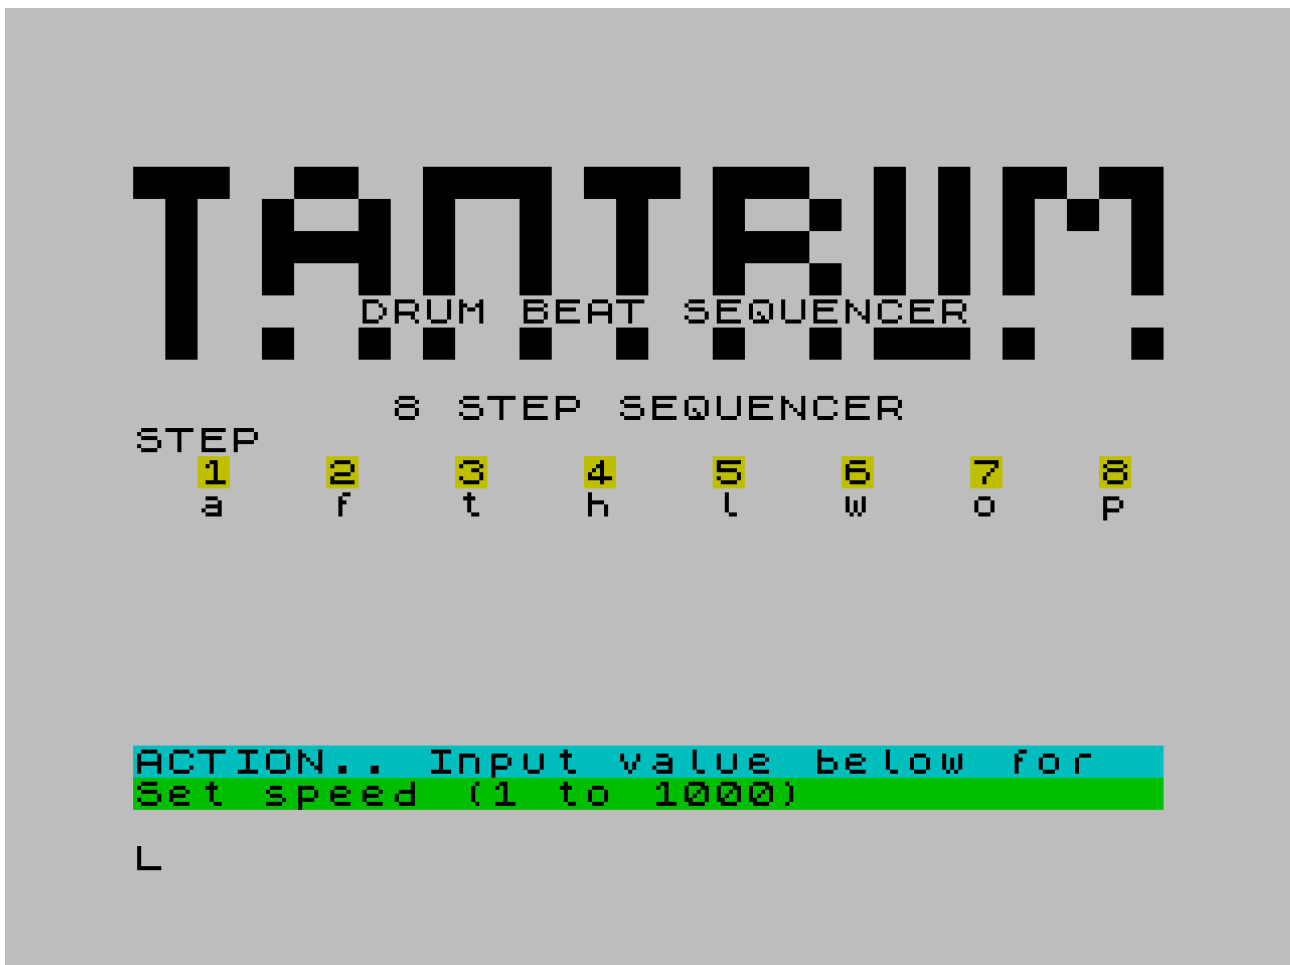 TANTRUM
DRUM BEAT SEQUENCER
8 STEP SEQUENCER
STEP
1 2 3 4 5 6 7 8
a f t h l w o p
ACTION.. Input value below for
Set speed (1 to 1000)
L